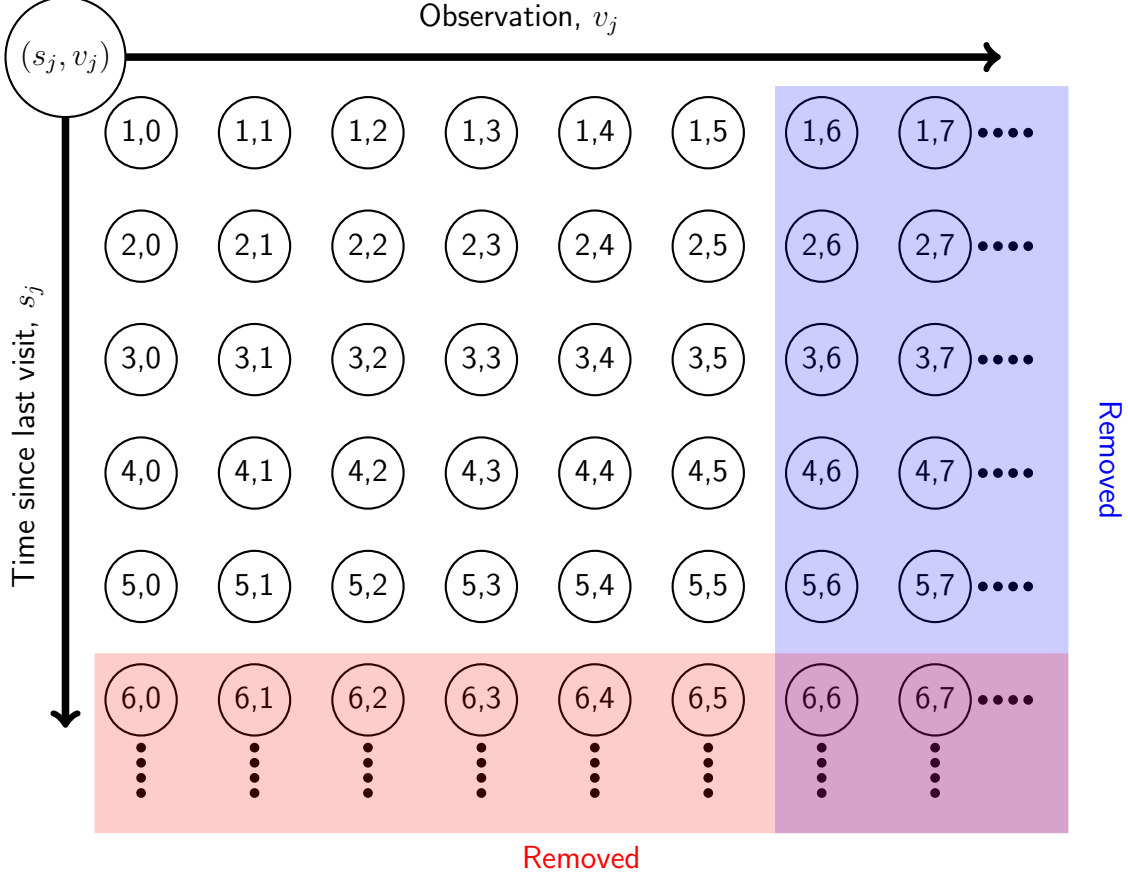 Observation, v_j
(s_j, v_j)
1,0 1,1 1,2 1,3 1,4 1,5 1,6 1,7
2,0 2,1 2,2 2,3 2,4 2,5 2,6 2,7
3,0 3,1 3,2 3,3 3,4 3,5 3,6 3,7
4,0 4,1 4,2 4,3 4,4 4,5 4,6 4,7
5,0 5,1 5,2 5,3 5,4 5,5 5,6 5,7
6,0 6,1 6,2 6,3 6,4 6,5 6,6 6,7
Time since last visit, s_j
Removed
Removed